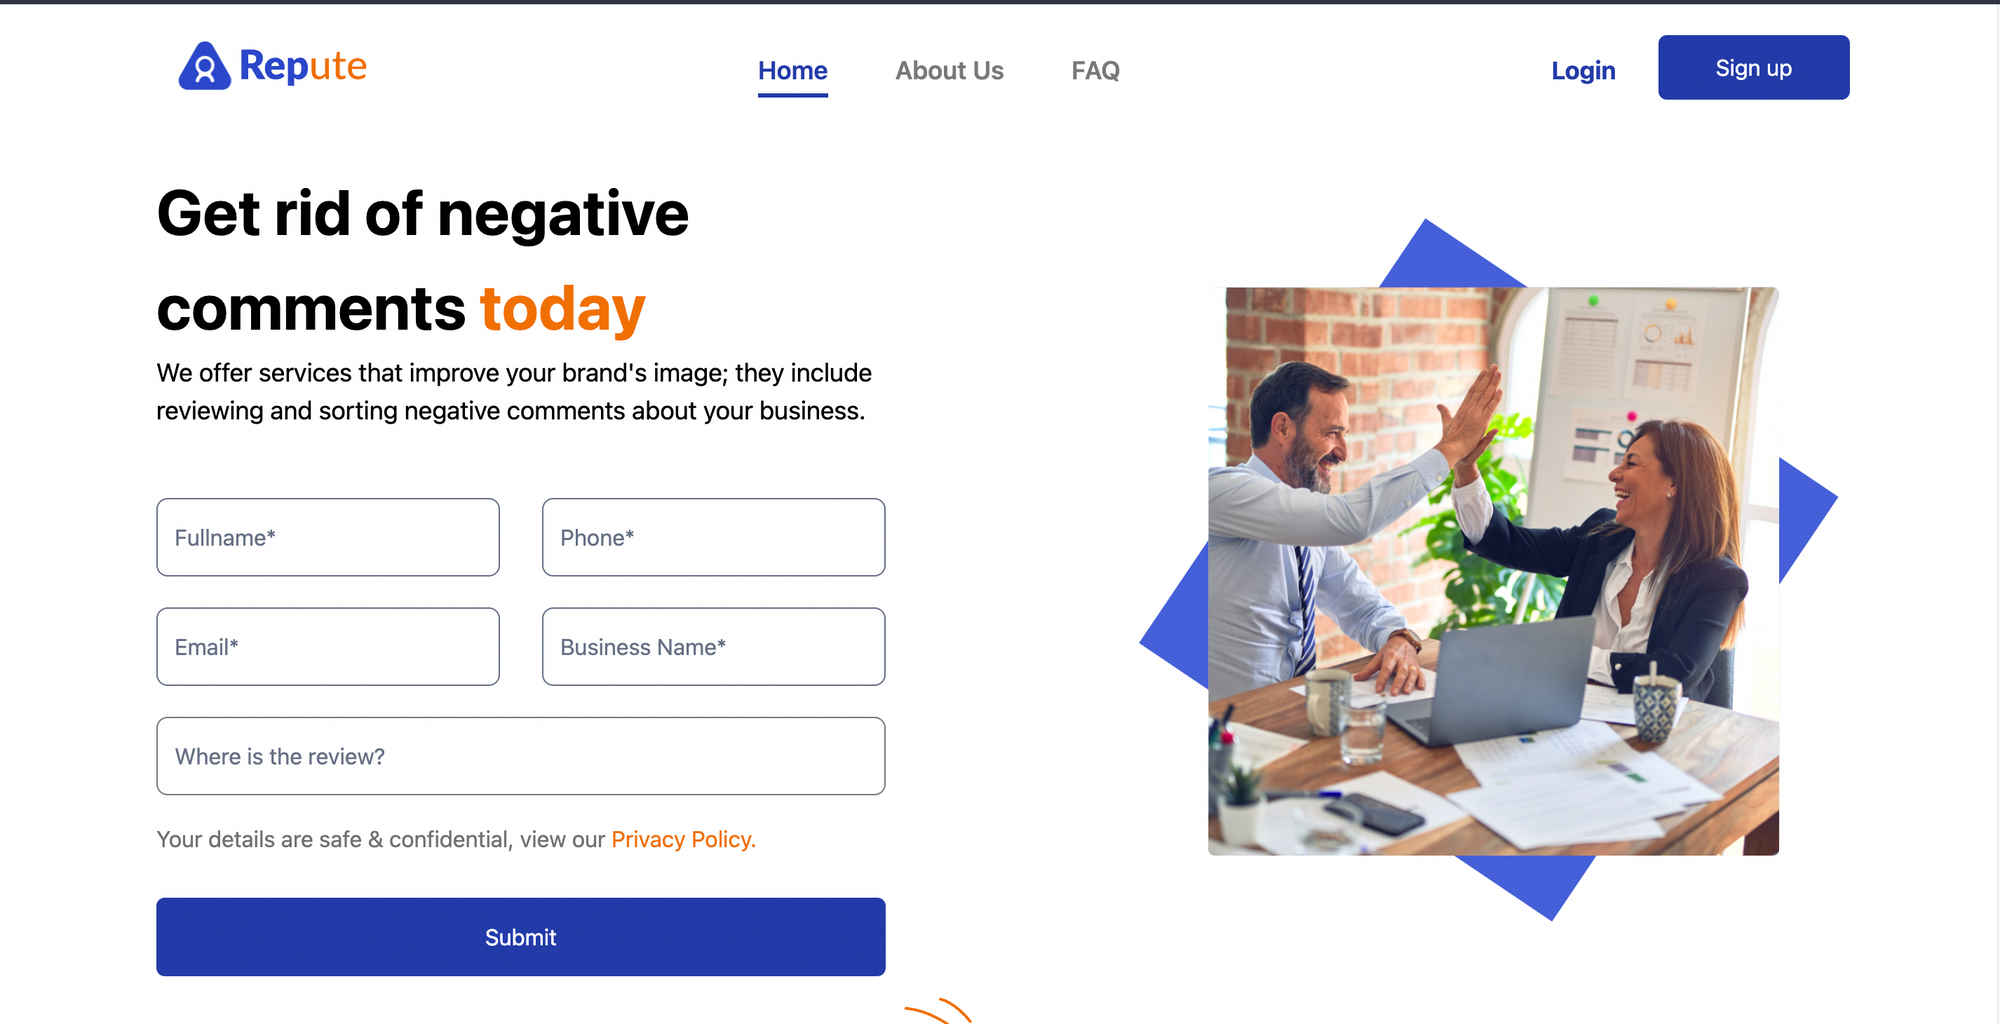 Repute
Home
About Us
FAQ
Login
Sign up
Get rid of negative
comments today
We offer services that improve your brand's image; they include
reviewing and sorting negative comments about your business.
Fullname*
Phone*
Email*
Business Name*
Where is the review?
Your details are safe & confidential, view our Privacy Policy.
Submit